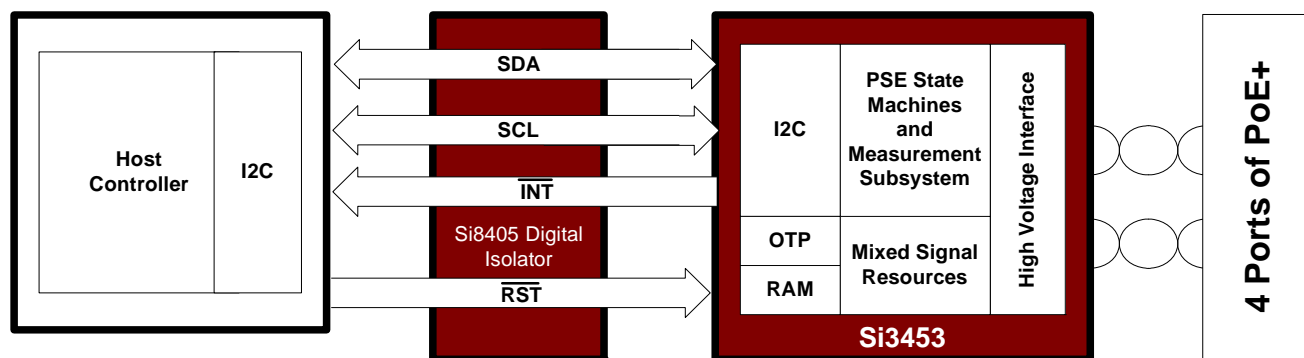 Host
Controller
I2C
SDA
SCL
INT
Si8405 Digital
Isolator
RST
I2C
PSE State
Machines
and
Measurement
Subsystem
OTP
RAM
Mixed Signal
Resources
High Voltage Interface
Si3453
4 Ports of PoE+